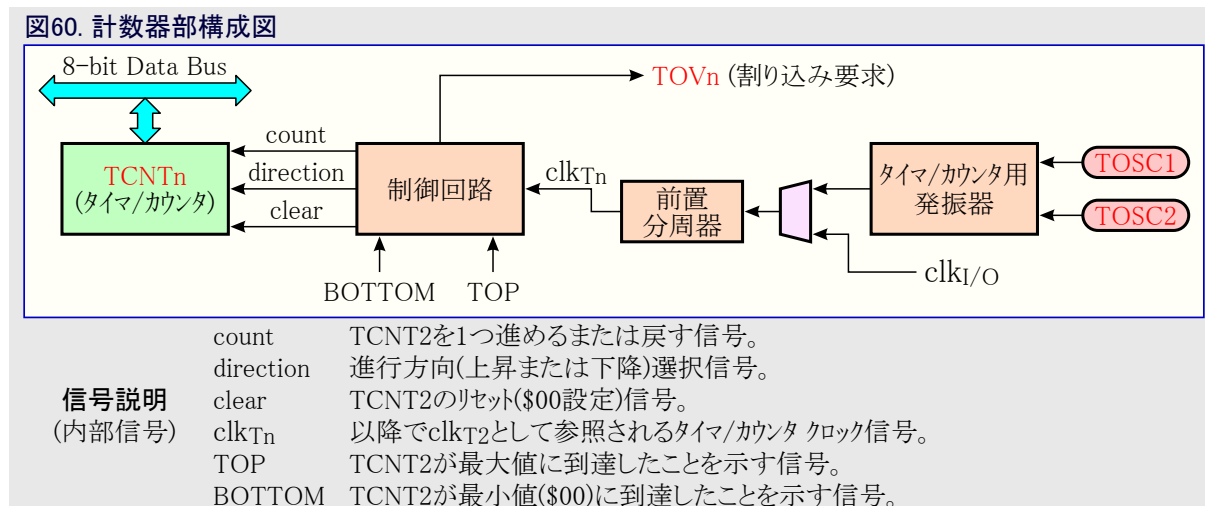 図60. 計数器部構成図
8-bit Data Bus
TOVn (割り込み要求)
count
direction
clear
TCNTn
(タイマ/カウンタ)
制御回路
clkTn
前置
分周器
タイマ/カウンタ用
発振器
TOSC1
TOSC2
clkI/O
BOTTOM
TOP
信号説明
(内部信号)
count TCNT2を1つ進めるまたは戻す信号。
direction 進行方向(上昇または下降)選択信号。
clear TCNT2のリセット($00設定)信号。
clkTn 以降でclkT2として参照されるタイマ/カウンタ クロック信号。
TOP TCNT2が最大値に到達したことを示す信号。
BOTTOM TCNT2が最小値($00)に到達したことを示す信号。